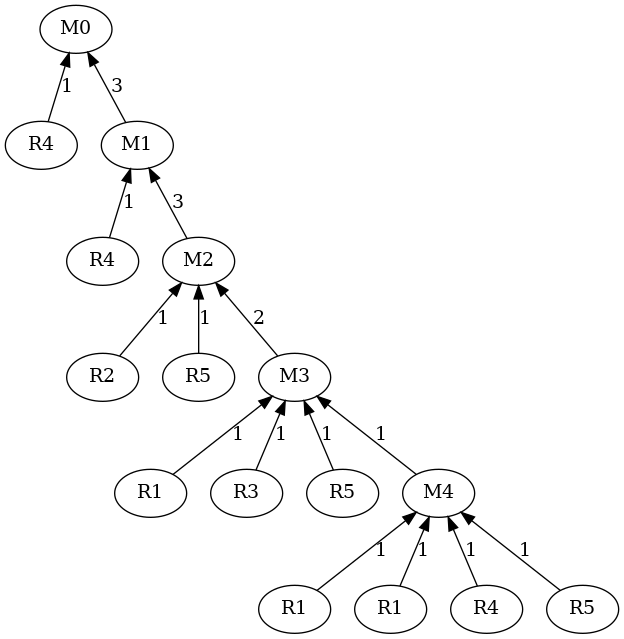 M0
1 3
R4 M1
1 3
R4 M2
1 1 2
R2 R5 M3
1 1 1 1
R1 R3 R5 M4
1 1 1 1
R1 R1 R4 R5